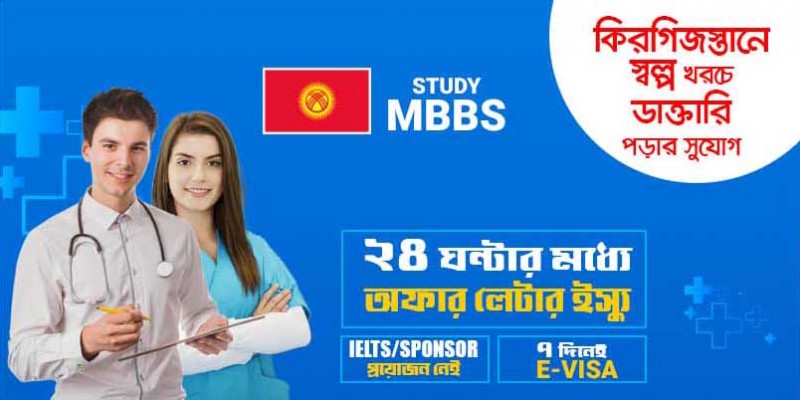 কিরগিজস্তানে
স্বল্প খরচে
ডাক্তারি
পড়ার সুযোগ
STUDY
MBBS
২৪ ঘন্টার মধ্যে
অফার লেটার ইস্যু
IELTS/SPONSOR
প্রয়োজন নেই
৭ দিনেই
E-VISA